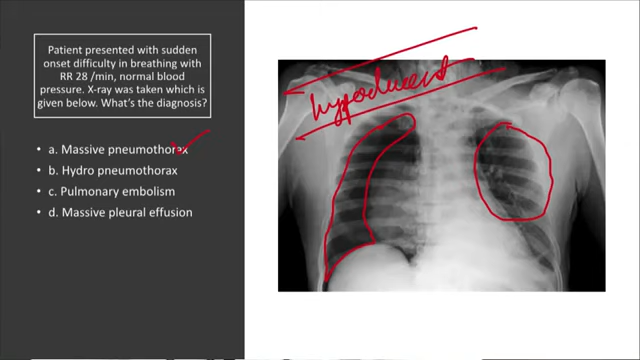 Patient presented with sudden
onset difficulty in breathing with
RR 28 /min, normal blood
pressure. X-ray was taken which is
given below. What's the diagnosis?
• a. Massive pneumothorax
• b. Hydro pneumothorax
• c. Pulmonary embolism
• d. Massive pleural effusion
hypodense